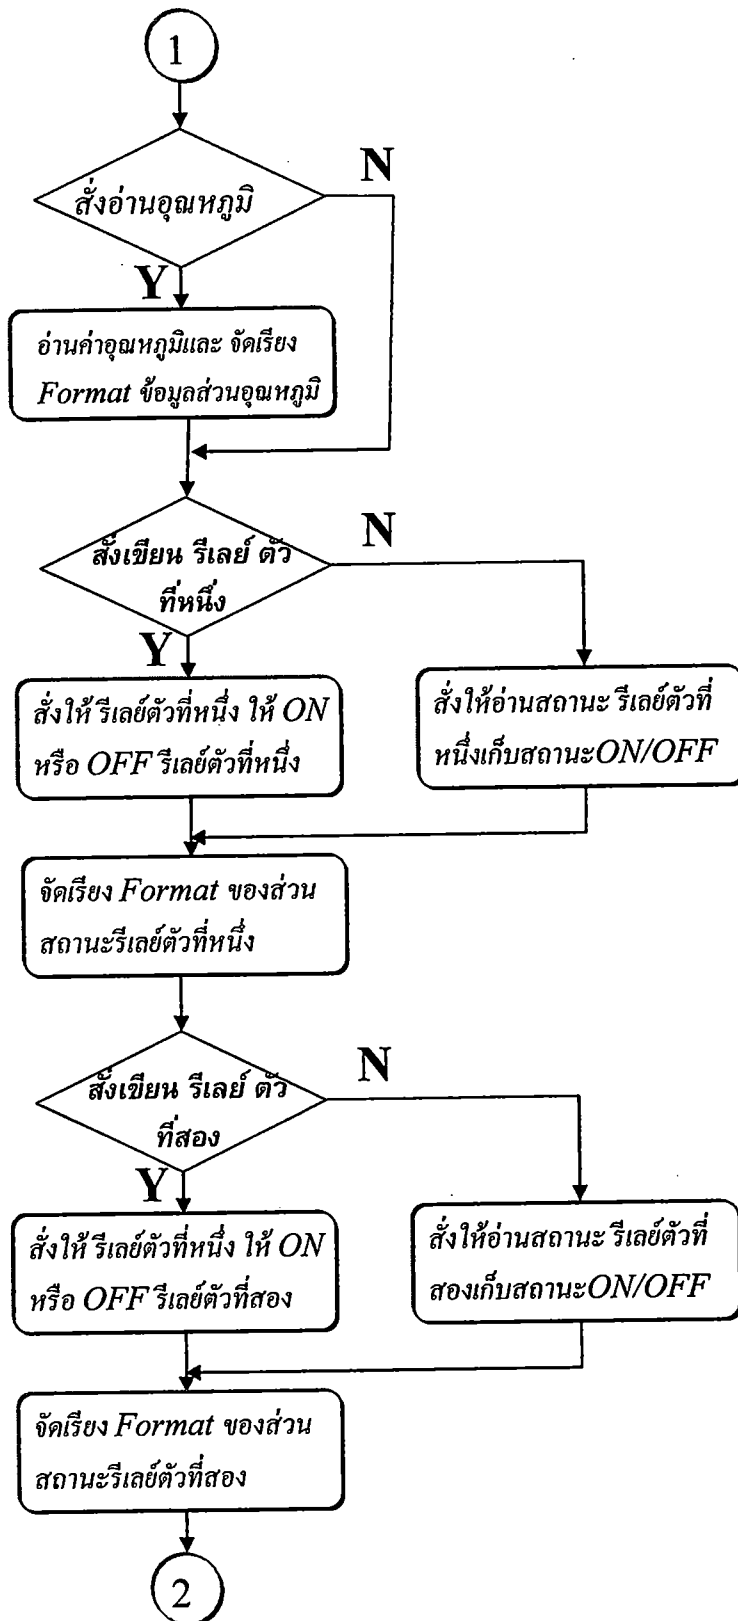 1
N
สั่งอ่านอุณหภูมิ
Y
อ่านค่าอุณหภูมิและ จัดเรียง
Format ข้อมูลส่วนอุณหภูมิ
N
สั่งเขียน รีเลย์ ตัว
ที่หนึ่ง
Y
สั่งให้ รีเลย์ตัวที่หนึ่ง ให้ ON
หรือ OFF รีเลย์ตัวที่หนึ่ง
สั่งให้อ่านสถานะ รีเลย์ตัวที่
หนึ่งเก็บสถานะON/OFF
จัดเรียง Format ของส่วน
สถานะรีเลย์ตัวที่หนึ่ง
N
สั่งเขียน รีเลย์ ตัว
ที่สอง
Y
สั่งให้ รีเลย์ตัวที่หนึ่ง ให้ ON
หรือ OFF รีเลย์ตัวที่สอง
สั่งให้อ่านสถานะ รีเลย์ตัวที่
สองเก็บสถานะON/OFF
จัดเรียง Format ของส่วน
สถานะรีเลย์ตัวที่สอง
2